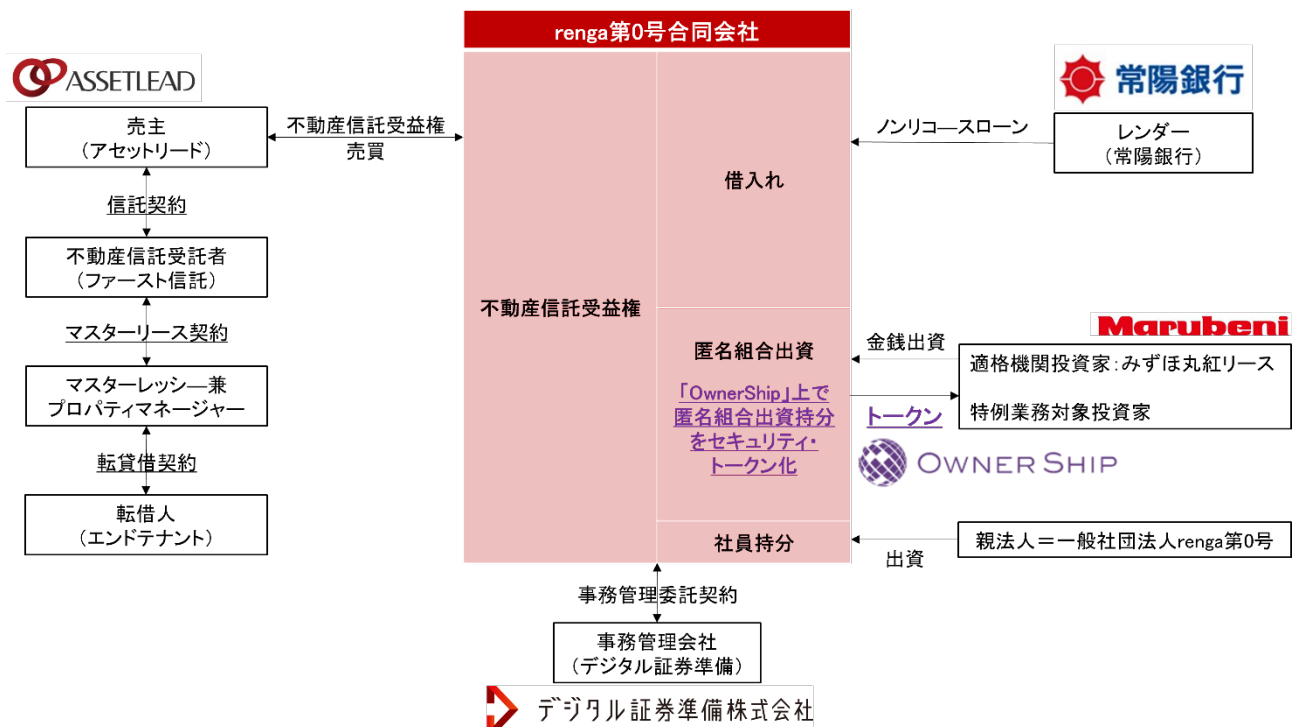 renga第0号合同会社
ASSETLEAD
売主
(アセットリード)
不動産信託受益権
売買
信託契約
不動産信託受託者
(ファースト信託)
マスターリース契約
マスターレッシー兼
プロパティマネージャー
転貸借契約
転借人
(エンドテナント)
不動産信託受益権
借入れ
匿名組合出資
「OwnerShip」上で
匿名組合出資持分
をセキュリティ・
トークン化
社員持分
常陽銀行
ノンリコースローン
レンダー
(常陽銀行)
Marubeni
金銭出資
適格機関投資家:みずほ丸紅リース
トークン
特例業務対象投資家
OWNERSHIP
出資
親法人=一般社団法人renga第0号
事務管理委託契約
事務管理会社
(デジタル証券準備)
デジタル証券準備株式会社